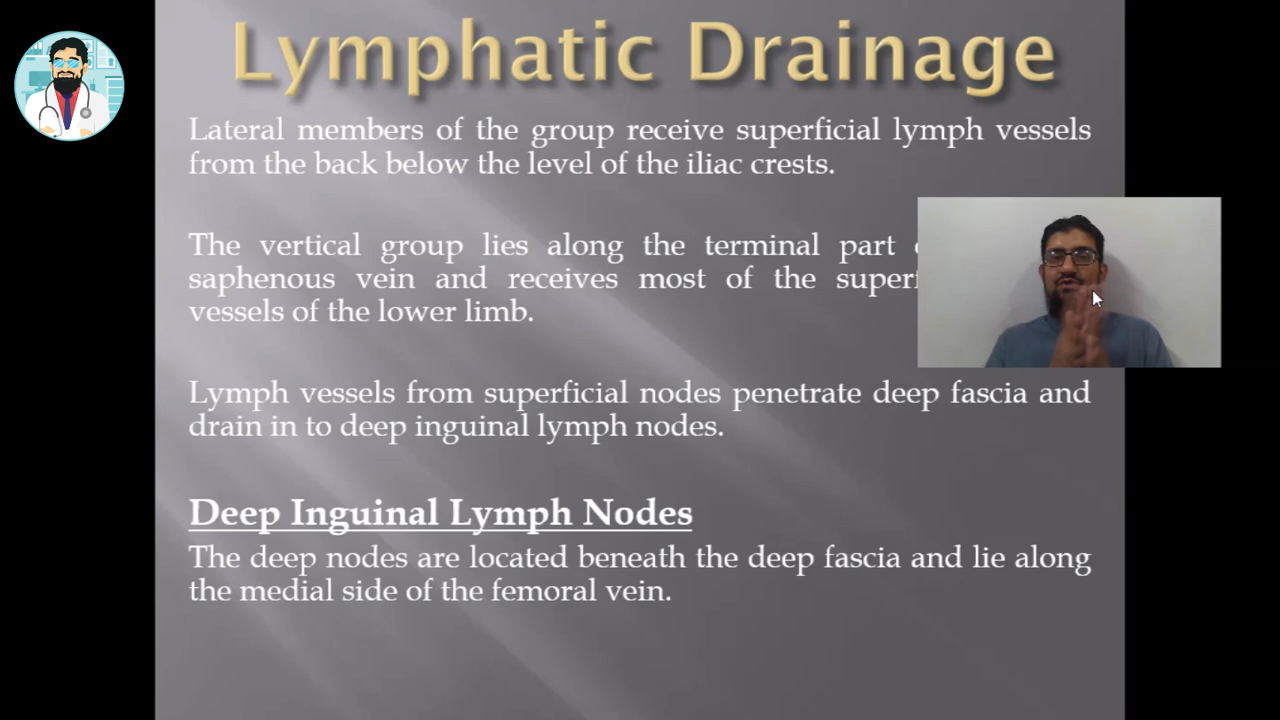 Lymphatic Drainage
Lateral members of the group receive superficial lymph vessels
from the back below the level of the iliac crests.
The vertical group lies along the terminal part
saphenous vein and receives most of the
vessels of the lower limb.
Lymph vessels from superficial nodes penetrate deep fascia and
drain in to deep inguinal lymph nodes.
Deep Inguinal Lymph Nodes
The deep nodes are located beneath the deep fascia and lie along
the medial side of the femoral vein.